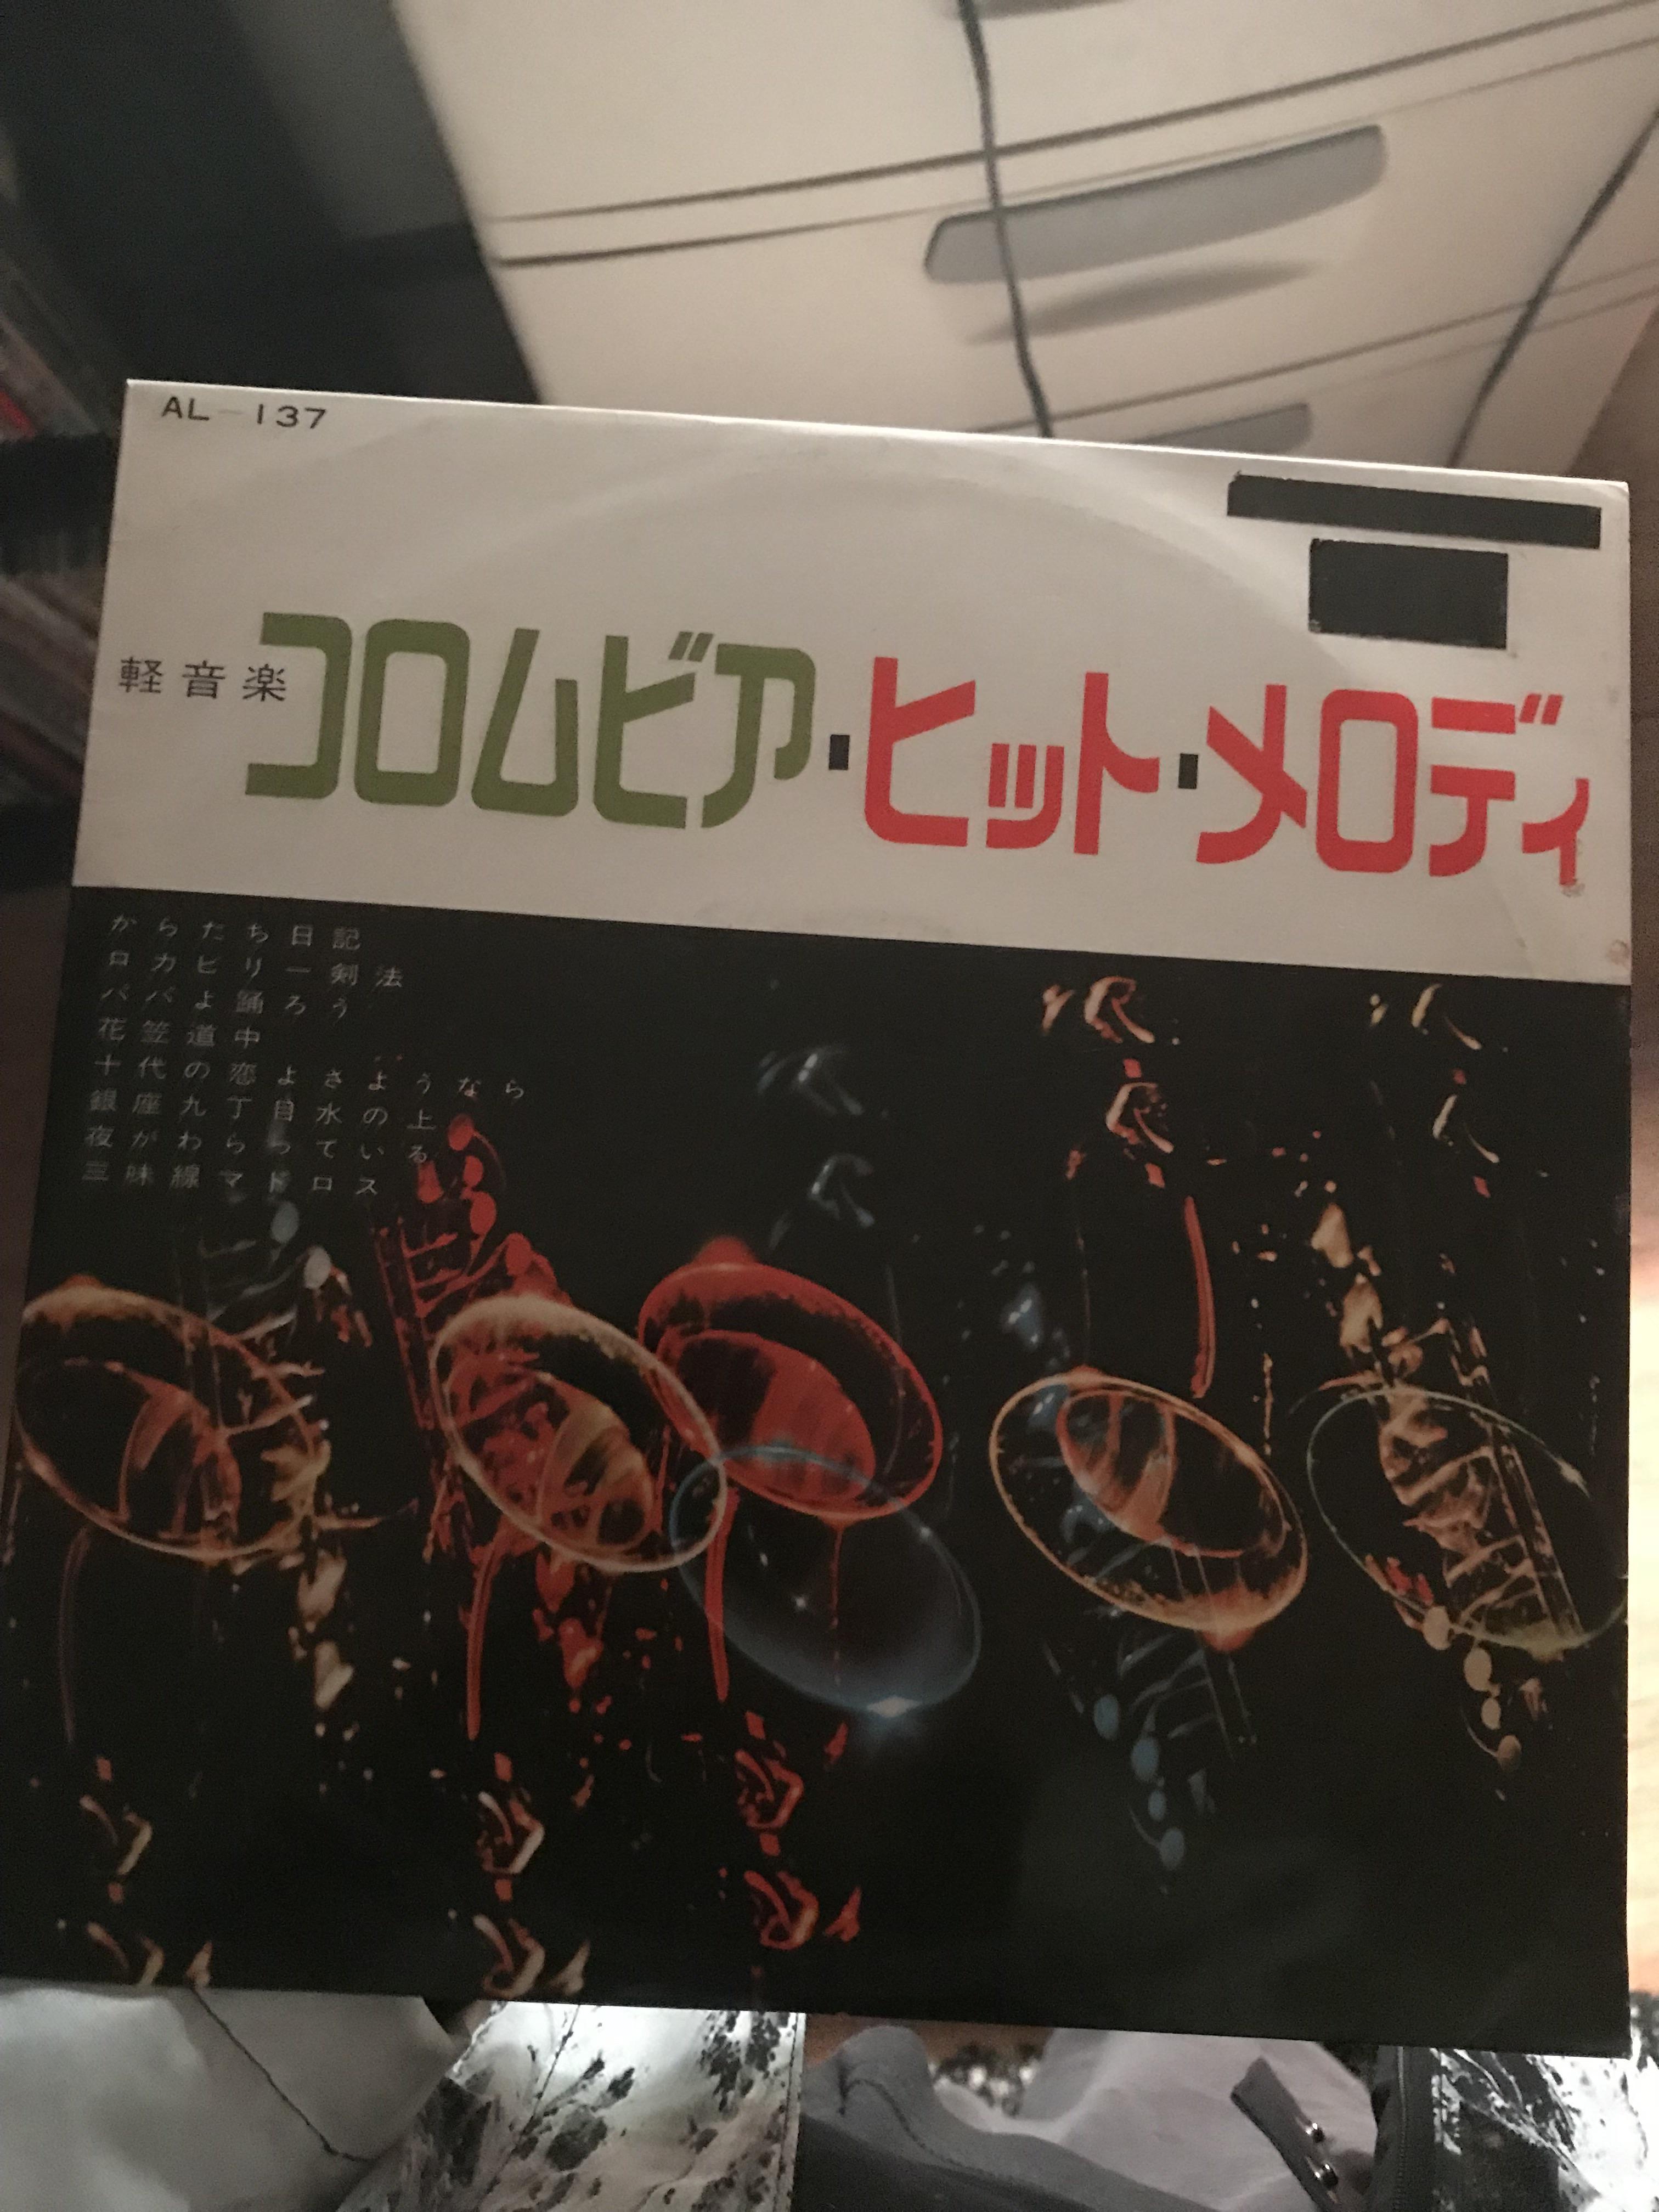 AL-137
軽音楽 コロムビア・ヒット・メロディ
からたち日記
ロカビリー剣法
パパよ踊ろう
花笠道中
十代の恋よさようなら
銀座九丁目水の上
夜がわらっている
三味線マドロス